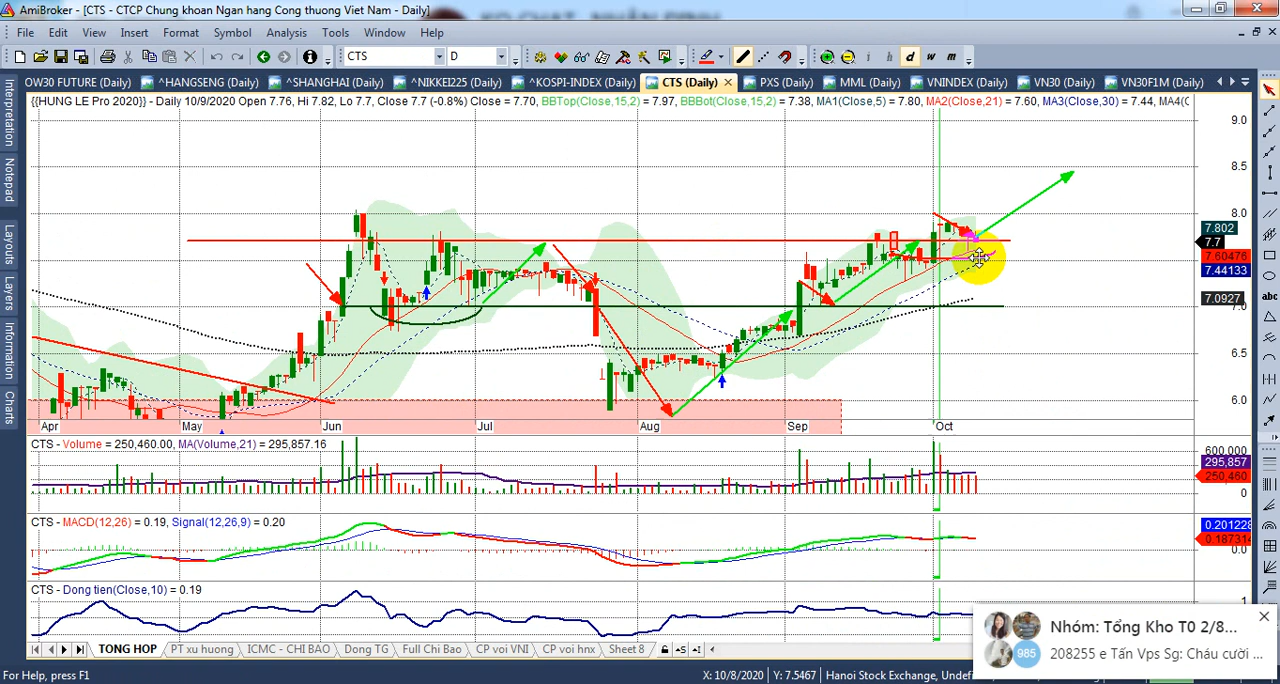 AmiBroker - [CTS - CTCP Chung khoan Ngan hang Cong thuong Viet Nam - Daily]
File Edit View Insert Format Symbol Analysis Tools Window Help
CTS D
i h d w m
OW30 FUTURE (Daily) ^HANGSENG (Daily) ^SHANGHAI (Daily) ^NIKKEI225 (Daily) ^KOSPI-INDEX (Daily) CTS (Daily) PXS (Daily) MML (Daily) VNINDEX (Daily) VN30 (Daily) VN30F1M (Daily)
{{HUNG LE Pro 2020}} - Daily 10/9/2020 Open 7.76, Hi 7.82, Lo 7.7, Close 7.7 (-0.8%) Close = 7.70, BBTop(Close,15,2) = 7.97, BBBot(Close,15,2) = 7.38, MA1(Close,5) = 7.80, MA2(Close,21) = 7.60, MA3(Close,30) = 7.44, MA4(C
Interpretation
Notepad
Layouts
Layers
Information
Charts
9.0
8.5
8.0
7.802
7.7
7.60476
7.44133
7.0927
7.0
6.5
6.0
abc
Apr May Jun Jul Aug Sep Oct
CTS - Volume = 250,460.00, MA(Volume,21) = 295,857.16
600,000
295,857
250,460
0
CTS - MACD(12,26) = 0.19, Signal(12,26,9) = 0.20
0.201228
0.187314
0.0
CTS - Dong tien(Close,10) = 0.19
1
TONG HOP PT xu huong ICMC - CHI BAO Dong TG Full Chi Bao CP voi VNI CP voi hnx Sheet 8
Nhóm: Tổng Kho T0 2/8...
985
208255 e Tấn Vps Sg: Cháu cười ...
For Help, press F1
X: 10/8/2020 Y: 7.5467 Hanoi Stock Exchange, Undefi